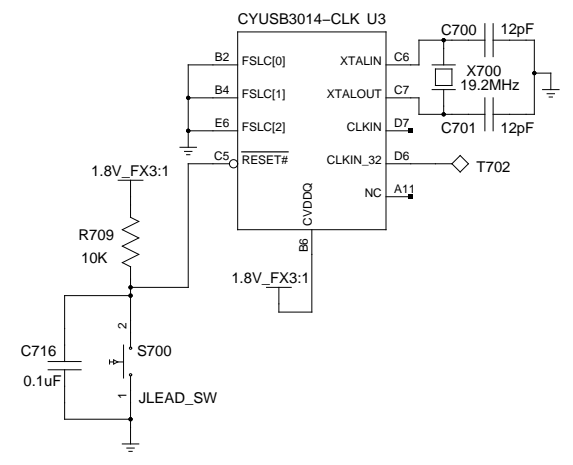 CYUSB3014-CLK U3
B2 FSLC[0]
B4 FSLC[1]
E6 FSLC[2]
C5 RESET#
XTALIN C6
XTALOUT C7
CLKIN D7
CLKIN_32 D6
NC A11
CVDDQ
B6
C700 12pF
X700
19.2MHz
C701 12pF
T702
1.8V_FX3:1
R709
10K
1.8V_FX3:1
C716
0.1uF
2
S700
1
JLEAD_SW